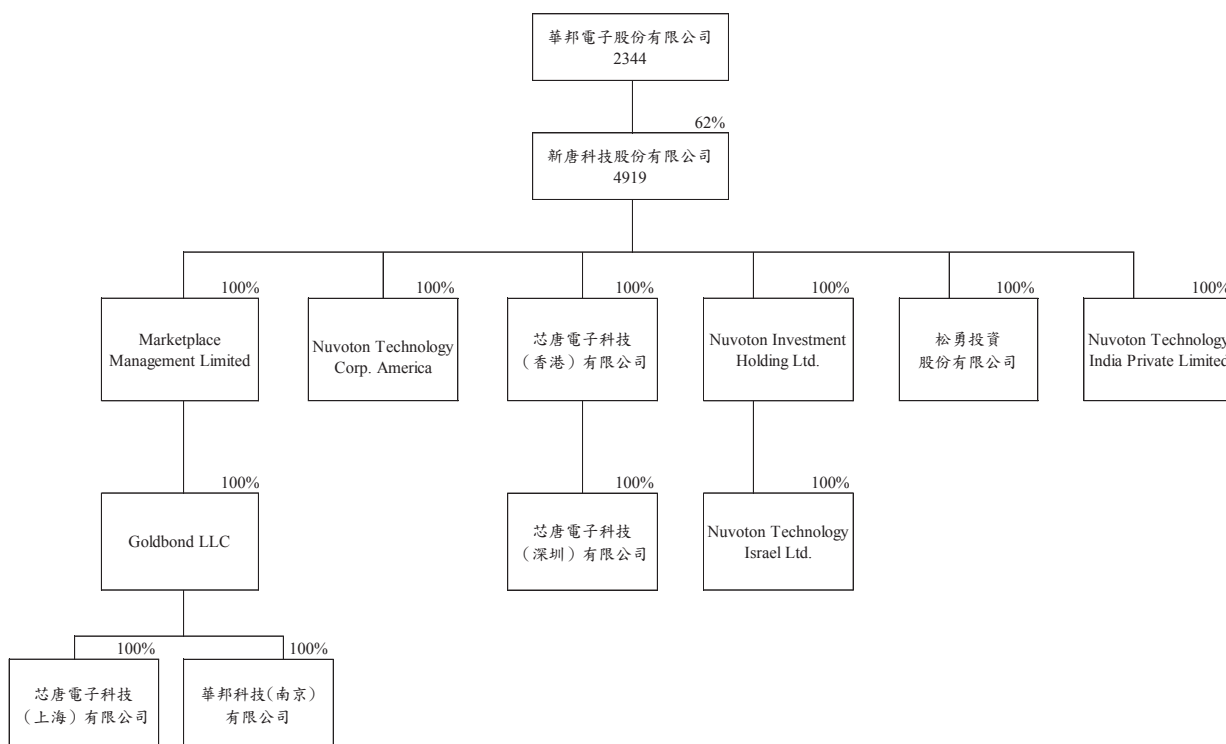 華邦電子股份有限公司
2344
62%
新唐科技股份有限公司
4919
100%
100%
100%
100%
100%
100%
Marketplace
Management Limited
Nuvoton Technology
Corp. America
芯唐電子科技
（香港）有限公司
Nuvoton Investment
Holding Ltd.
松勇投資
股份有限公司
Nuvoton Technology
India Private Limited
100%
100%
100%
Goldbond LLC
芯唐電子科技
（深圳）有限公司
Nuvoton Technology
Israel Ltd.
100%
100%
芯唐電子科技
（上海）有限公司
華邦科技(南京)
有限公司